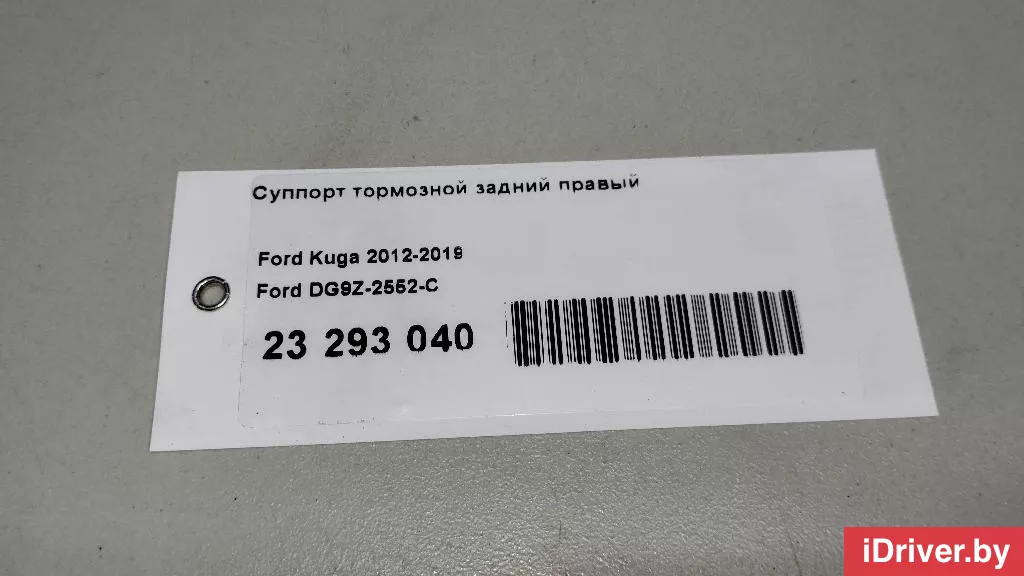 Суппорт тормозной задний правый
Ford Kuga 2012-2019
Ford DG9Z-2552-C
23 293 040
iDriver.by